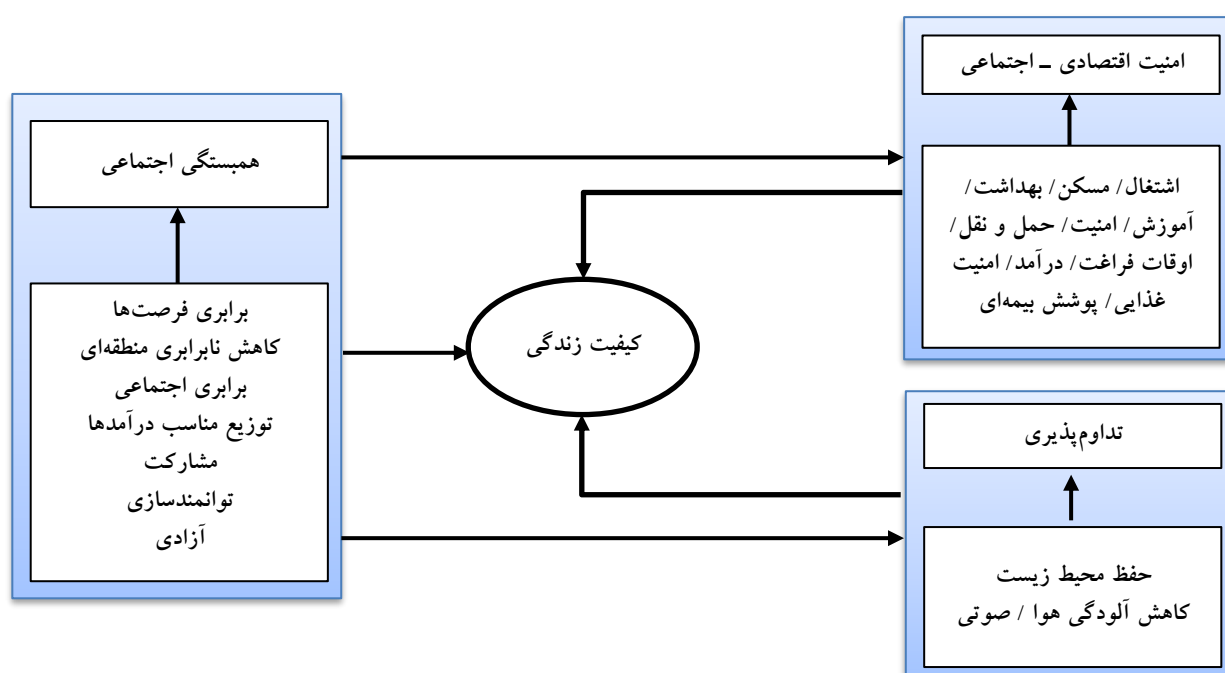 امنیت اقتصادی ـ اجتماعی
اشتغال/ مسکن/ بهداشت/
آموزش/ امنیت/ حمل و نقل/
اوقات فراغت/ درآمد/ امنیت
غذایی/ پوشش بیمه‌ای
همبستگی اجتماعی
برابری فرصت‌ها
کاهش نابرابری منطقه‌ای
برابری اجتماعی
توزیع مناسب درآمدها
مشارکت
توانمندسازی
آزادی
کیفیت زندگی
تداوم‌پذیری
حفظ محیط زیست
کاهش آلودگی هوا / صوتی